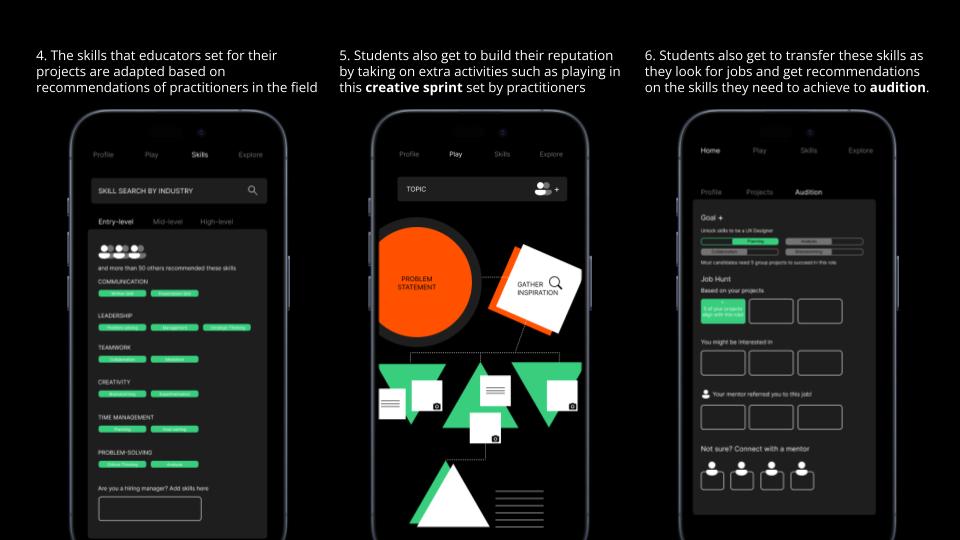 4. The skills that educators set for their
projects are adapted based on
recommendations of practitioners in the field
Profile Play Skills Explore
SKILL SEARCH BY INDUSTRY
Entry-level Mid-level High-level
and more than 50 others recommended these skills
COMMUNICATION
LEADERSHIP
Management Strategic Thinking
TEAMWORK
Collaboration
CREATIVITY
Brainstorming Experimentation
TIME MANAGEMENT
Planning Goal setting
PROBLEM-SOLVING
Critical Thinking Analysis
Are you a hiring manager? Add skills here
5. Students also get to build their reputation
by taking on extra activities such as playing in
this creative sprint set by practitioners
Profile Play Skills Explore
TOPIC +
PROBLEM
STATEMENT
GATHER
INSPIRATION
6. Students also get to transfer these skills as
they look for jobs and get recommendations
on the skills they need to achieve to audition.
Home Play Skills Explore
Profile Projects Audition
Goal +
Unlock skills to be a UX Designer
Planning Analysis
Collaboration Brainstorming
Most candidates need 5 group projects to succeed in this role
Job Hunt
Based on your projects
5 of your projects
align with this role!
You might be interested in
Your mentor referred you to this job!
Not sure? Connect with a mentor